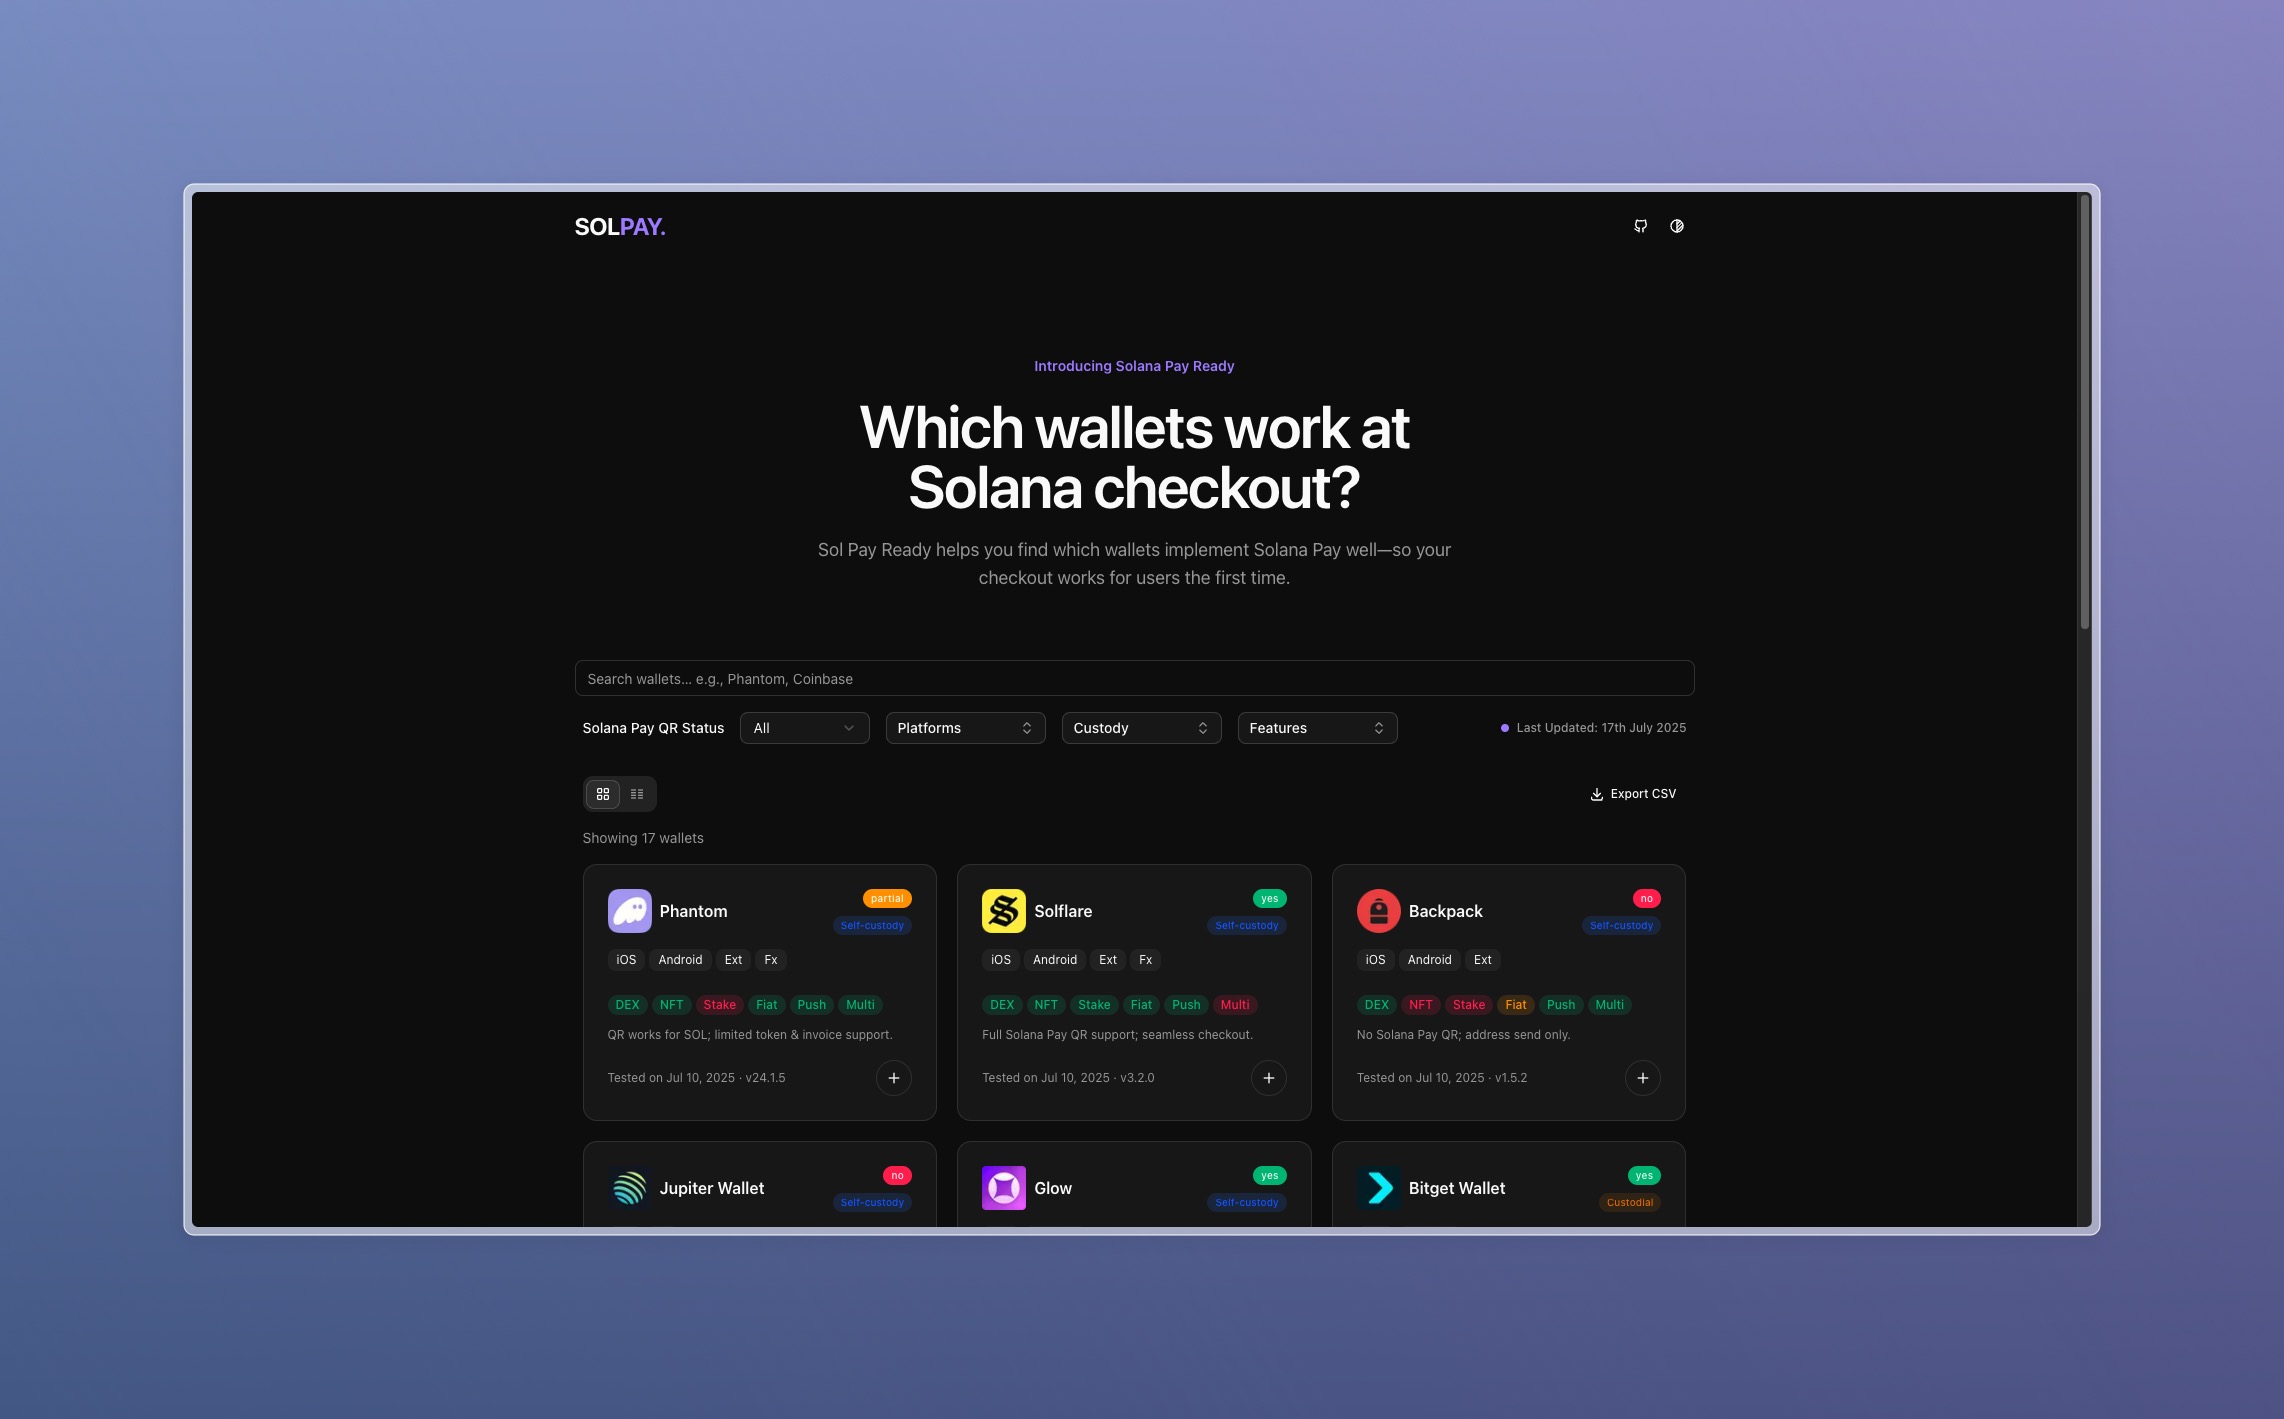 SOLPAY.
Introducing Solana Pay Ready
Which wallets work at
Solana checkout?
Sol Pay Ready helps you find which wallets implement Solana Pay well—so your
checkout works for users the first time.
Search wallets... e.g., Phantom, Coinbase
Solana Pay QR Status All Platforms Custody Features Last Updated: 17th July 2025
Export CSV
Showing 17 wallets
Phantom
partial
Self-custody
iOS Android Ext Fx
DEX NFT Stake Fiat Push Multi
QR works for SOL; limited token & invoice support.
Tested on Jul 10, 2025 · v24.1.5
Solflare
yes
Self-custody
iOS Android Ext Fx
DEX NFT Stake Fiat Push Multi
Full Solana Pay QR support; seamless checkout.
Tested on Jul 10, 2025 · v3.2.0
Backpack
no
Self-custody
iOS Android Ext
DEX NFT Stake Fiat Push Multi
No Solana Pay QR; address send only.
Tested on Jul 10, 2025 · v1.5.2
Jupiter Wallet
no
Self-custody
Glow
yes
Self-custody
Bitget Wallet
yes
Custodial